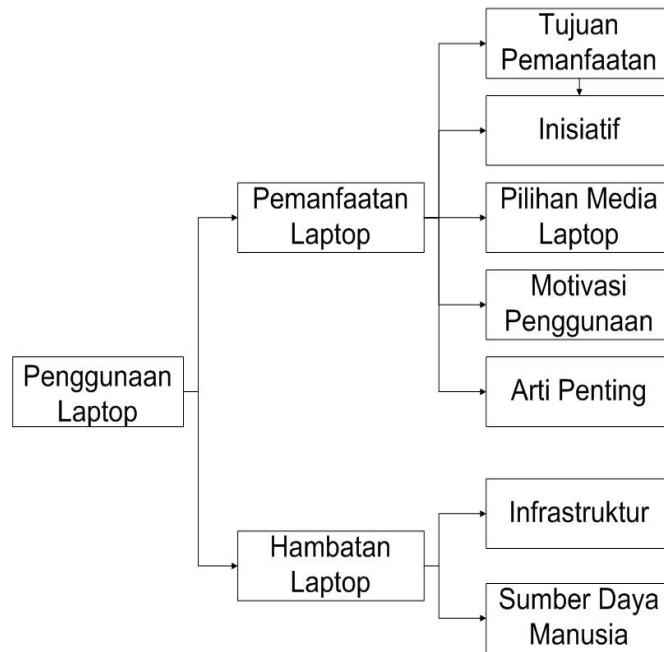 Tujuan
Pemanfaatan
Inisiatif
Pemanfaatan
Laptop
Pilihan Media
Laptop
Motivasi
Penggunaan
Penggunaan
Laptop
Arti Penting
Infrastruktur
Hambatan
Laptop
Sumber Daya
Manusia